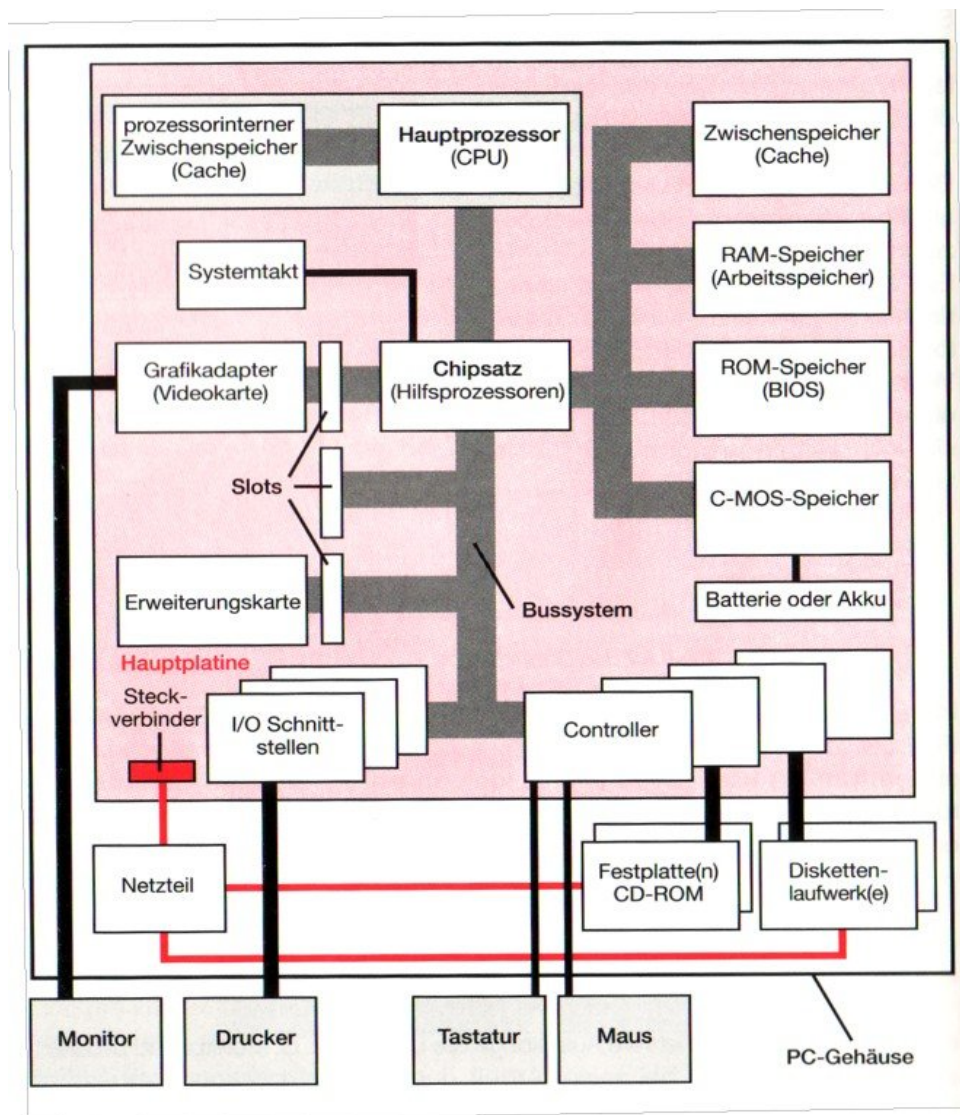 prozessorinterner
Zwischenspeicher
(Cache)
Hauptprozessor
(CPU)
Zwischenspeicher
(Cache)
Systemtakt
RAM-Speicher
(Arbeitsspeicher)
Grafikadapter
(Videokarte)
Chipsatz
(Hilfsprozessoren)
ROM-Speicher
(BIOS)
Slots
C-MOS-Speicher
Erweiterungskarte
Bussystem
Batterie oder Akku
Hauptplatine
Steck-
verbinder
I/O Schnitt-
stellen
Controller
Netzteil
Festplatte(n)
CD-ROM
Disketten-
laufwerk(e)
Monitor
Drucker
Tastatur
Maus
PC-Gehäuse